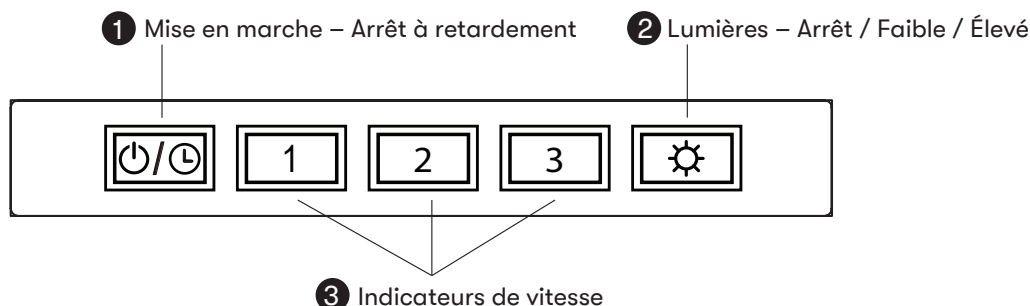 1 Mise en marche – Arrêt à retardement
2 Lumières – Arrêt / Faible / Élevé
/ 1 2 3
3 Indicateurs de vitesse